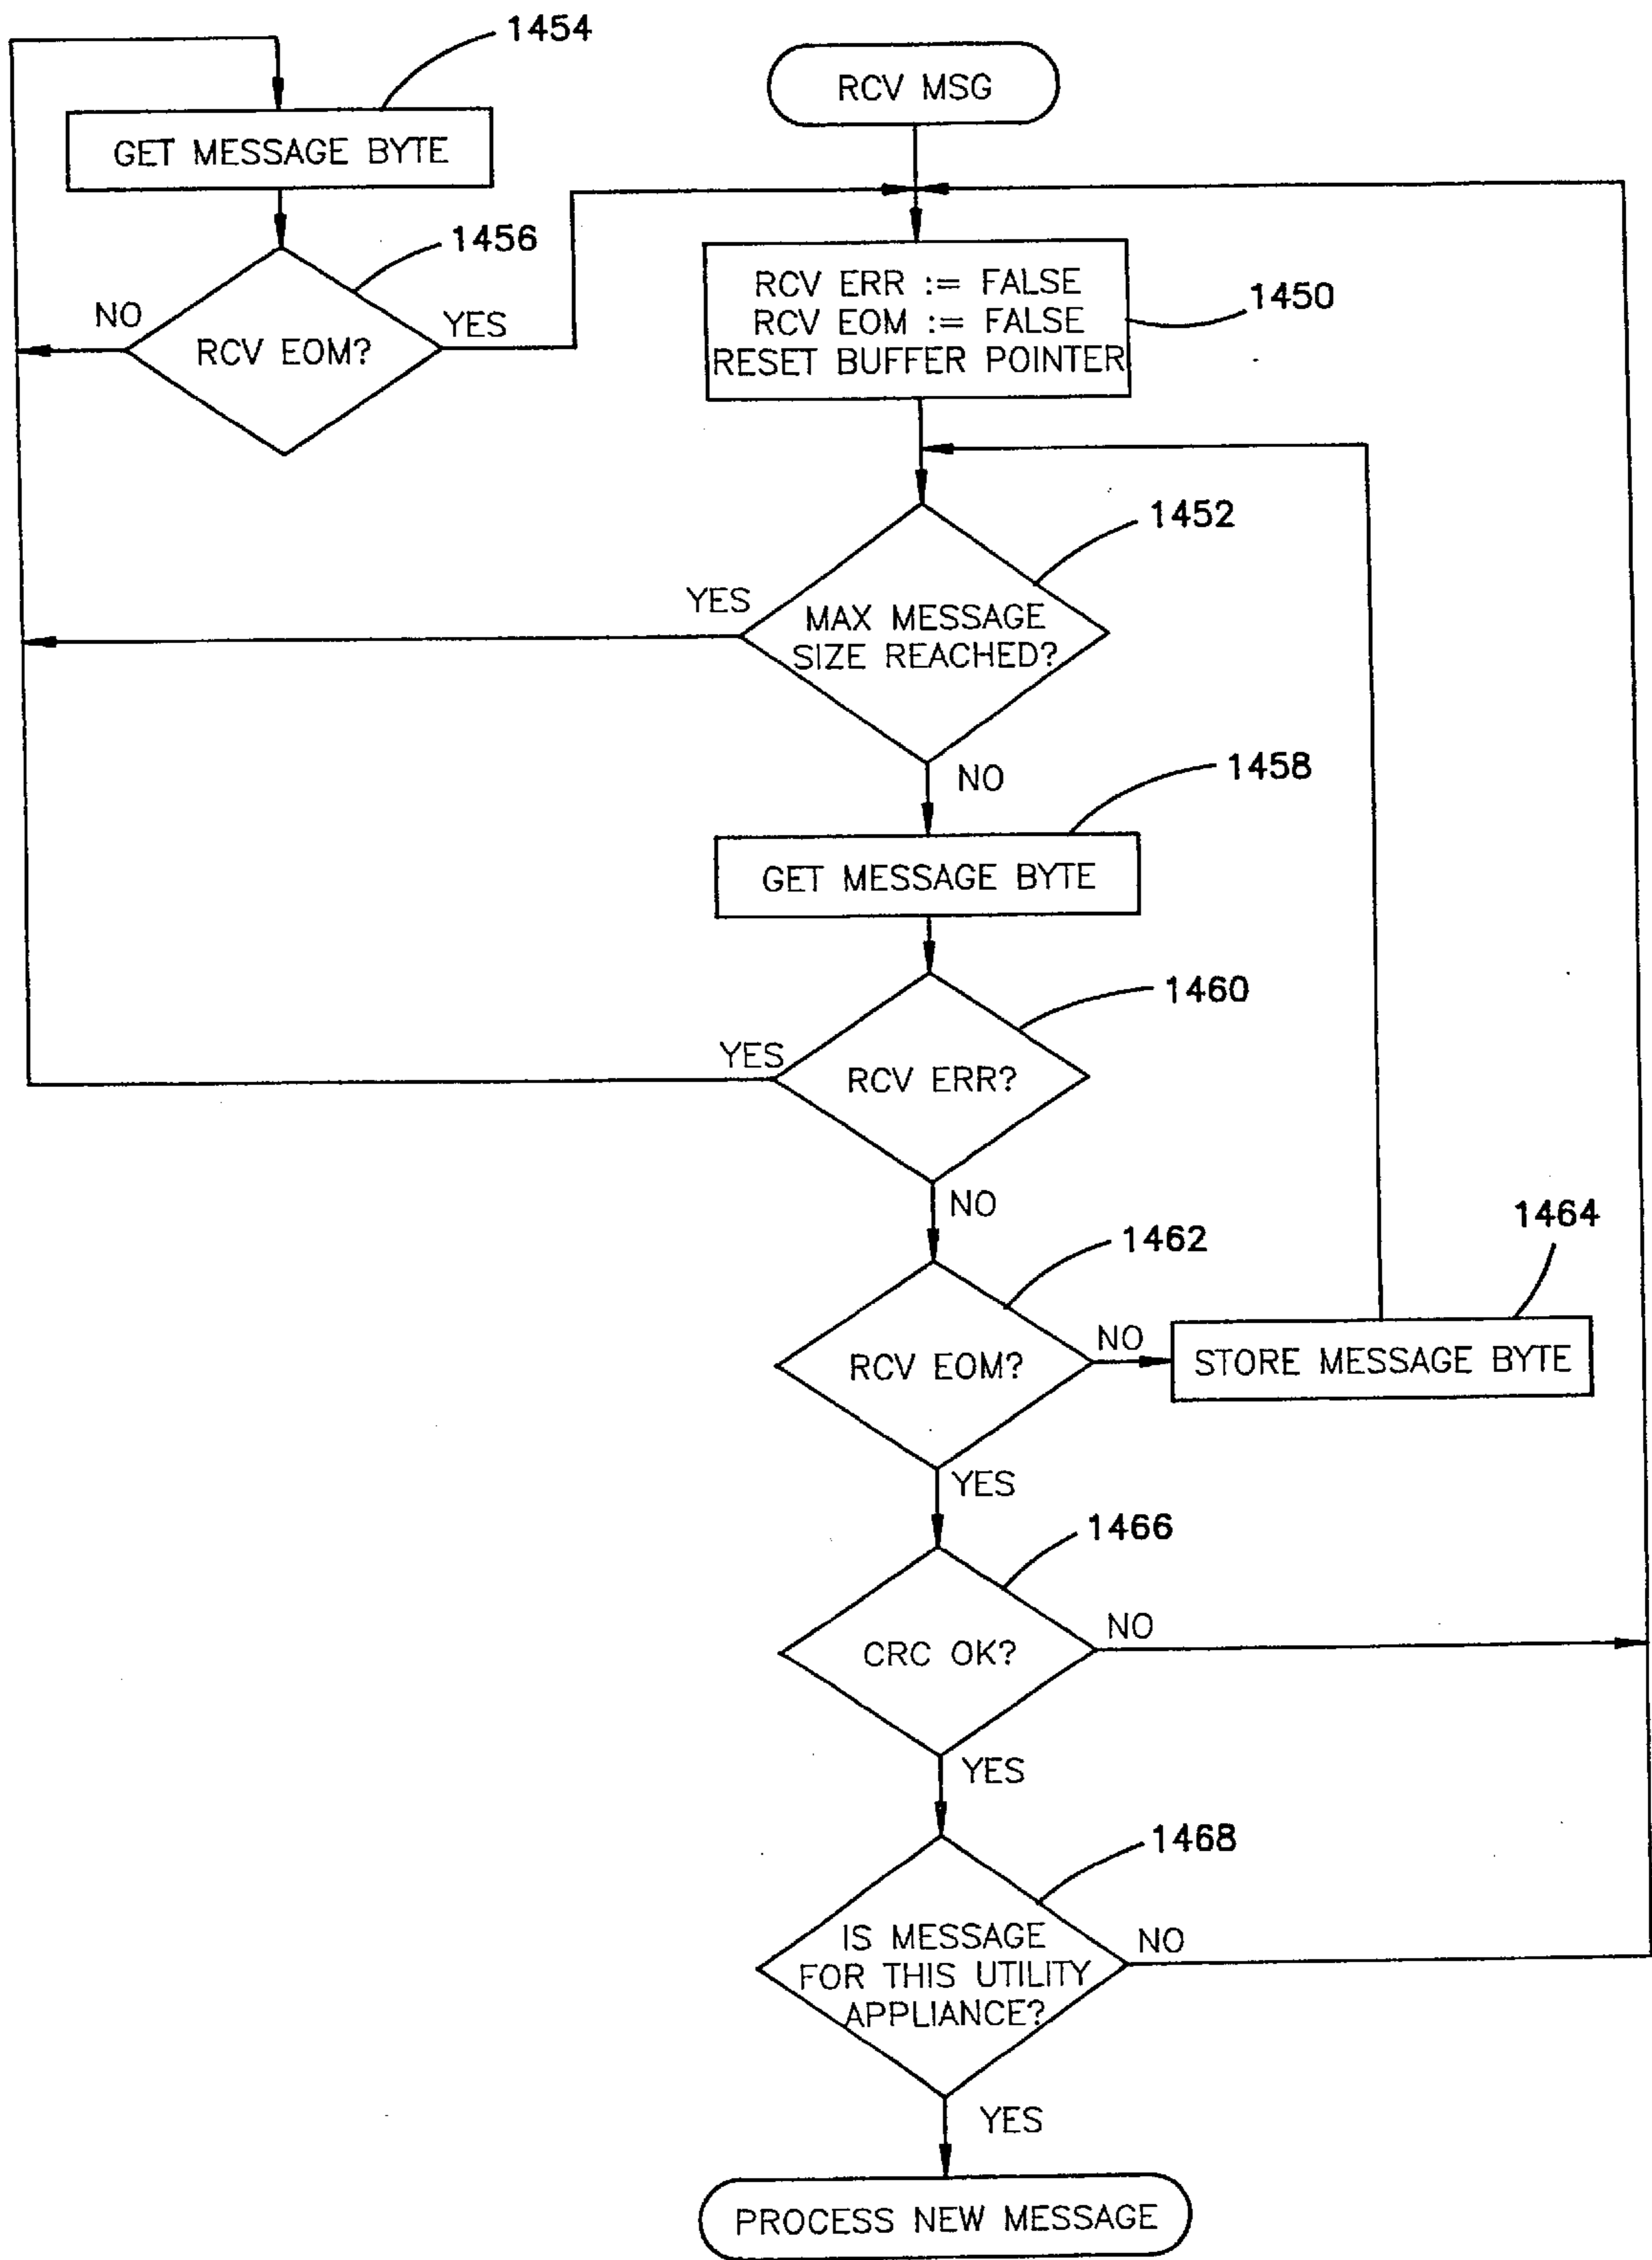 1454
RCV MSG
GET MESSAGE BYTE
1456
NO
YES
RCV EOM?
RCV ERR := FALSE
RCV EOM := FALSE
RESET BUFFER POINTER
1450
1452
YES
MAX MESSAGE
SIZE REACHED?
NO
1458
GET MESSAGE BYTE
1460
YES
RCV ERR?
NO
1462
1464
RCV EOM?
NO
STORE MESSAGE BYTE
YES
1466
CRC OK?
NO
YES
1468
IS MESSAGE
FOR THIS UTILITY
APPLIANCE?
NO
YES
PROCESS NEW MESSAGE